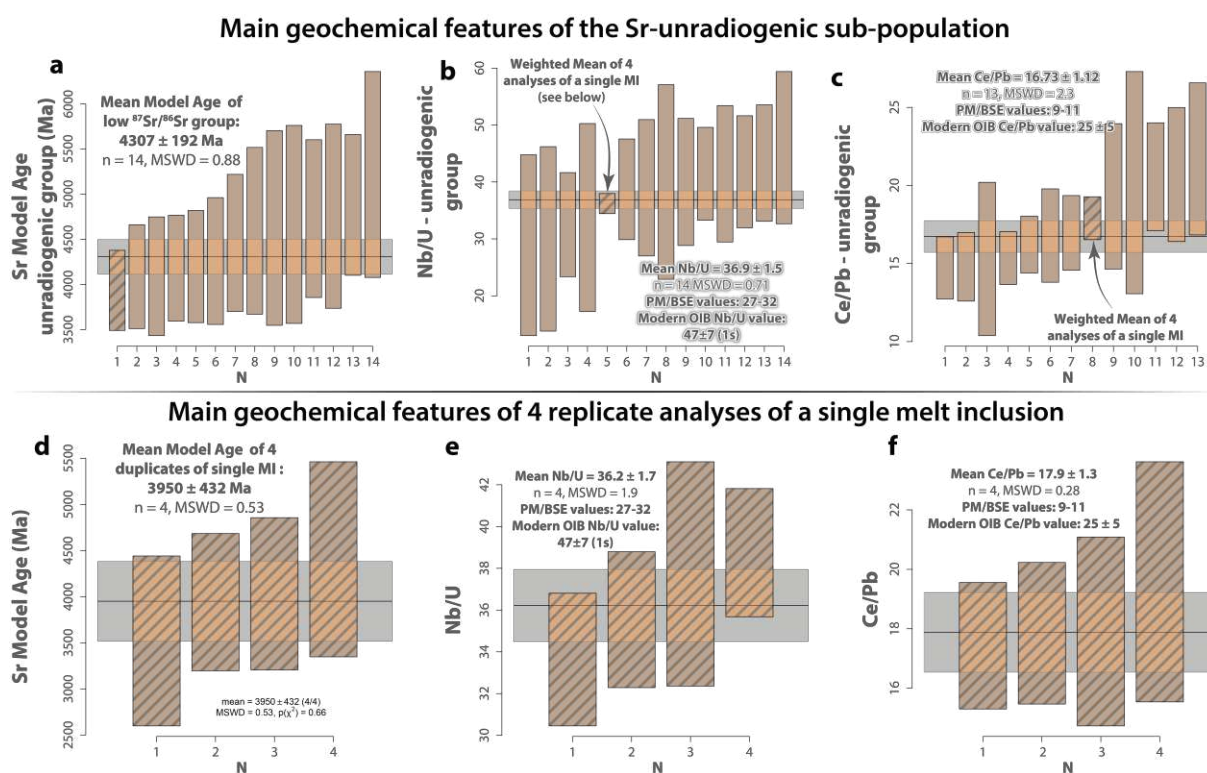 Main geochemical features of the Sr-unradiogenic sub-population
a
Sr Model Age
unradiogenic group (Ma)
6000
5500
5000
4500
4000
3500
Mean Model Age of
low ⁸⁷Sr/⁸⁶Sr group:
4307 ± 192 Ma
n = 14, MSWD = 0.88
1 2 3 4 5 6 7 8 9 10 11 12 13 14
N
b
Nb/U - unradiogenic
group
60
50
40
30
20
Weighted Mean of 4
analyses of a single MI
(see below)
Mean Nb/U = 36.9 ± 1.5
n = 14 MSWD = 0.71
PM/BSE values: 27-32
Modern OIB Nb/U value:
47±7 (1s)
1 2 3 4 5 6 7 8 9 10 11 12 13 14
N
c
Ce/Pb - unradiogenic
group
25
20
15
10
Mean Ce/Pb = 16.73 ± 1.12
n = 13, MSWD = 2.3
PM/BSE values: 9-11
Modern OIB Ce/Pb value: 25 ± 5
Weighted Mean of 4
analyses of a single MI
1 2 3 4 5 6 7 8 9 10 11 12 13
N
Main geochemical features of 4 replicate analyses of a single melt inclusion
d
Sr Model Age (Ma)
5500
5000
4500
4000
3500
3000
2500
Mean Model Age of 4
duplicates of single MI :
3950 ± 432 Ma
n = 4, MSWD = 0.53
mean = 3950 ± 432 (4/4)
MSWD = 0.53, p(χ²) = 0.66
1 2 3 4
N
e
Nb/U
42
40
38
36
34
32
30
Mean Nb/U = 36.2 ± 1.7
n = 4, MSWD = 1.9
PM/BSE values: 27-32
Modern OIB Nb/U value:
47±7 (1s)
1 2 3 4
N
f
Ce/Pb
22
20
18
16
Mean Ce/Pb = 17.9 ± 1.3
n = 4, MSWD = 0.28
PM/BSE values: 9-11
Modern OIB Ce/Pb value: 25 ± 5
1 2 3 4
N